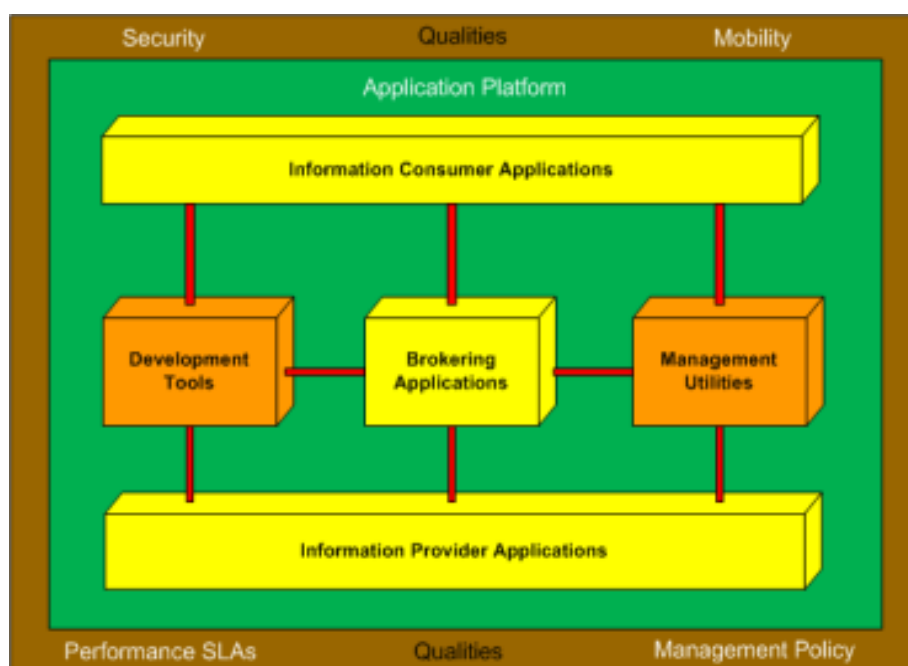 Security Qualities Mobility
Application Platform
Information Consumer Applications
Development Brokering Management
Tools Applications Utilities
Information Provider Applications
Performance SLAs Qualities Management Policy